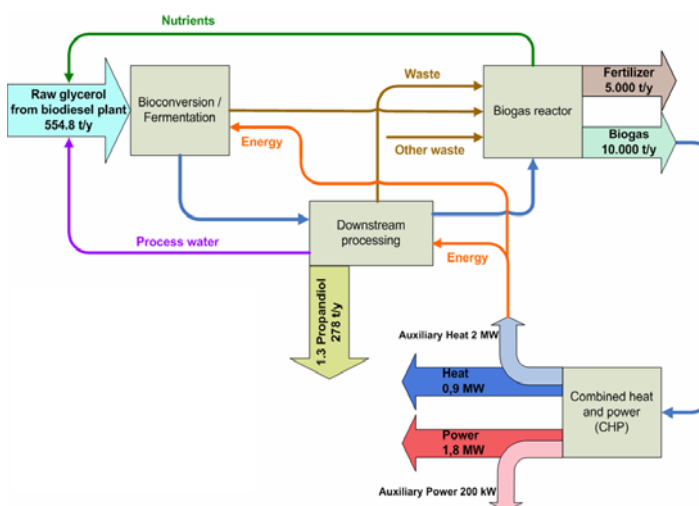 Nutrients
Raw glycerol
from biodiesel plant
554.8 t/y
Bioconversion /
Fermentation
Waste
Biogas reactor
Fertilizer
5.000 t/y
Biogas
10.000 t/y
Other waste
Energy
Downstream
processing
Process water
Energy
1.3 Propandiol
278 t/y
Auxiliary Heat 2 MW
Heat
0,9 MW
Combined heat
and power
(CHP)
Power
1,8 MW
Auxiliary Power 200 kW